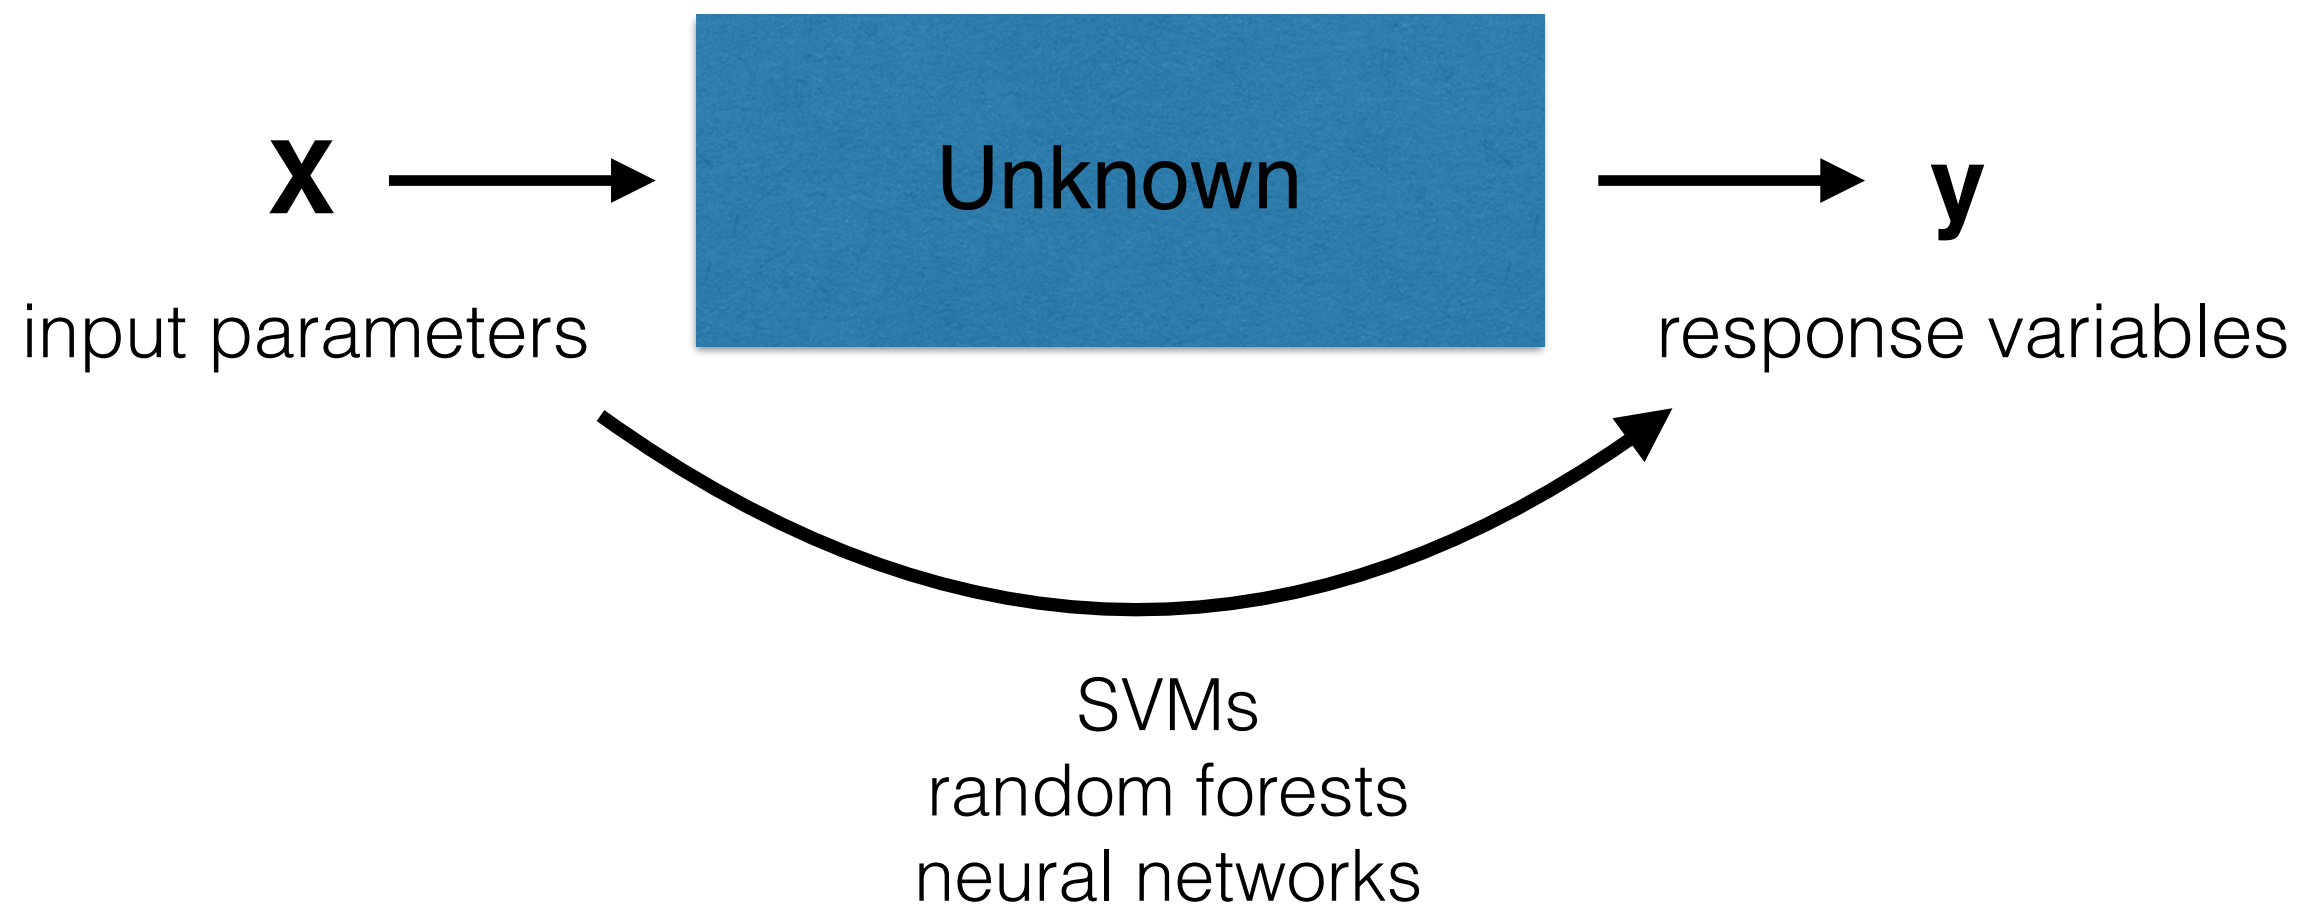 x
Unknown
y
input parameters
response variables
SVMs
random forests
neural networks